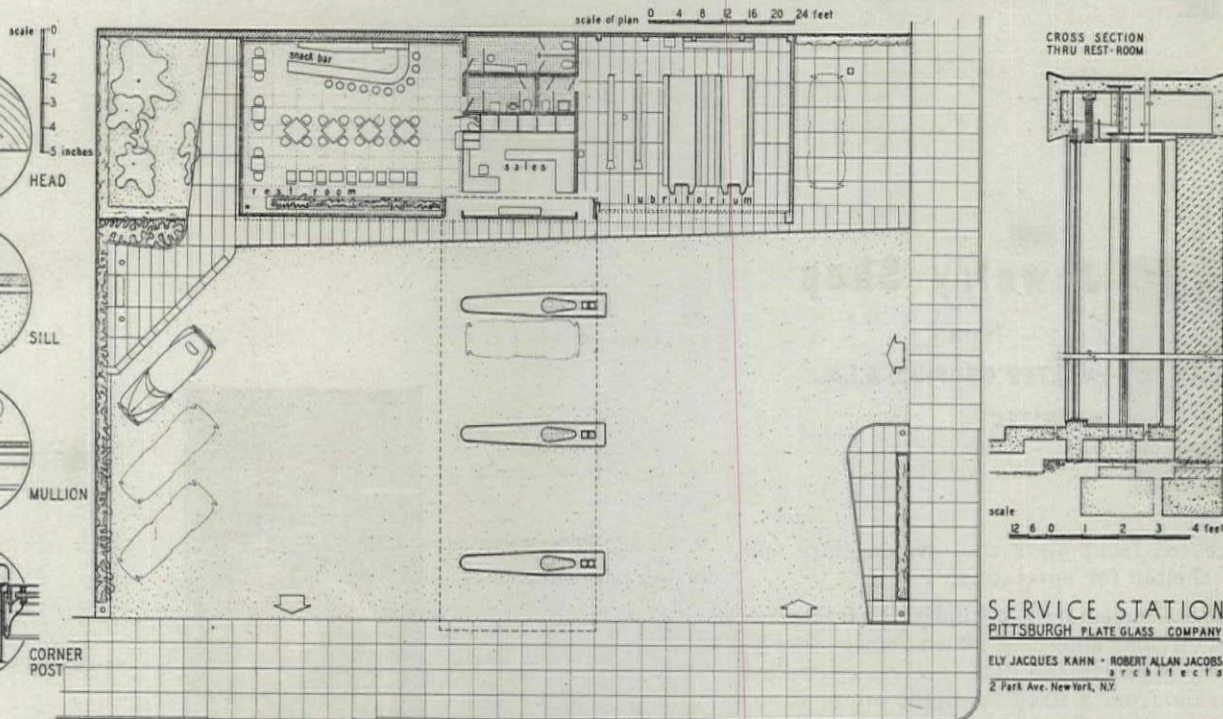 scale 0
1
2
3
4
5 inches
HEAD
SILL
MULLION
CORNER
POST
scale of plan 0 4 8 12 16 20 24 feet
snack bar
rest room
sales
lubriforium
CROSS SECTION
THRU REST-ROOM
scale
12 6 0 1 2 3 4 feet
SERVICE STATION
PITTSBURGH PLATE GLASS COMPANY
ELY JACQUES KAHN - ROBERT ALLAN JACOBS
architects
2 Park Ave. New York, N.Y.